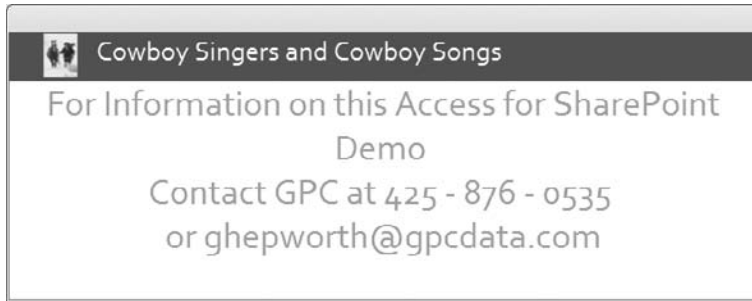 Cowboy Singers and Cowboy Songs
For Information on this Access for SharePoint
Demo
Contact GPC at 425 - 876 - 0535
or ghepworth@gpcdata.com